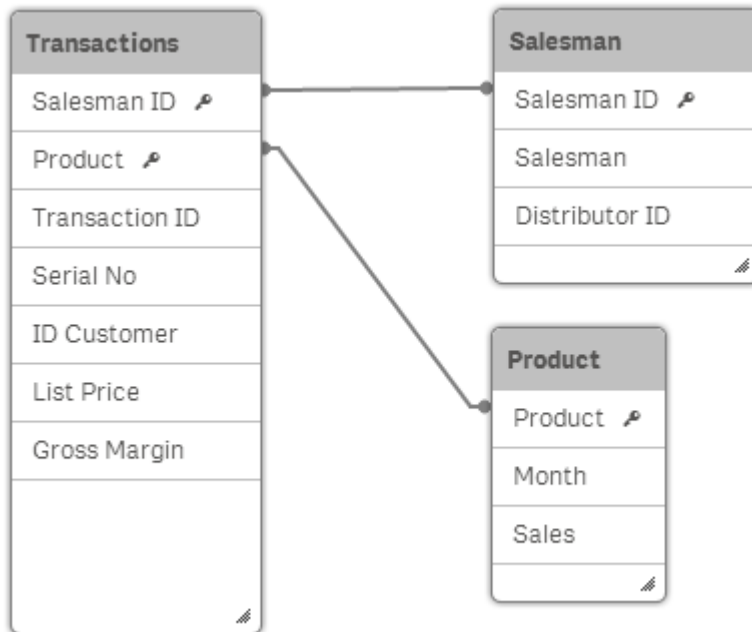 Transactions
Salesman ID
Product
Transaction ID
Serial No
ID Customer
List Price
Gross Margin
Salesman
Salesman ID
Salesman
Distributor ID
Product
Product
Month
Sales